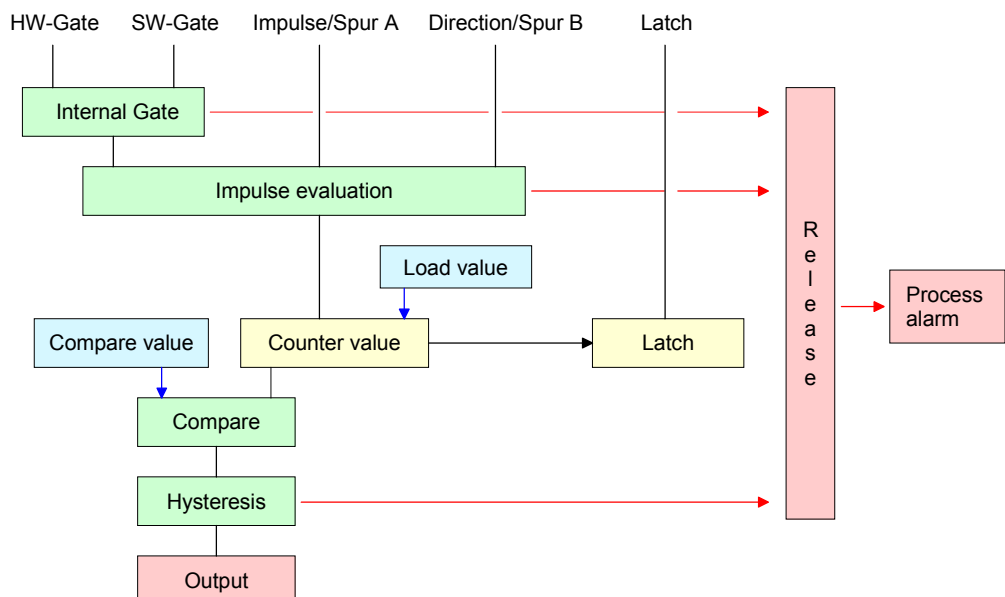 HW-Gate SW-Gate Impulse/Spur A Direction/Spur B Latch
Internal Gate
Impulse evaluation
Load value
Compare value
Counter value
Latch
Compare
Hysteresis
Output
Release
Process
alarm